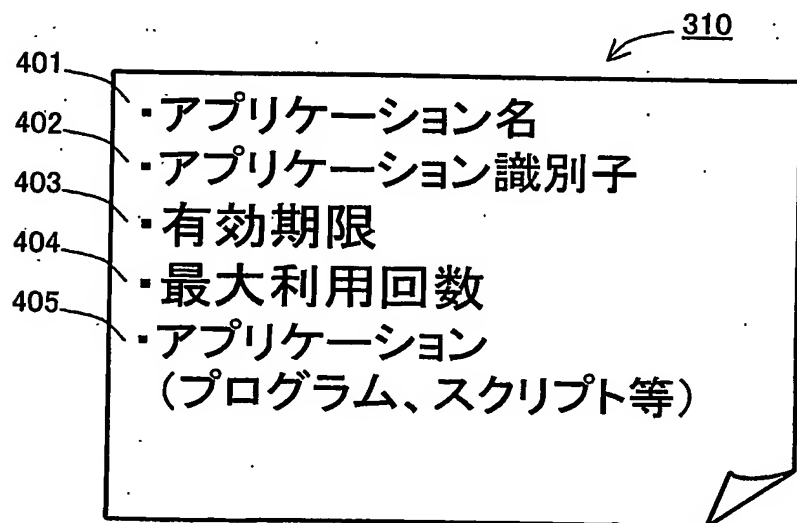 310
401 ・アプリケーション名
402 ・アプリケーション識別子
403 ・有効期限
404 ・最大利用回数
405 ・アプリケーション
（プログラム、スクリプト等）